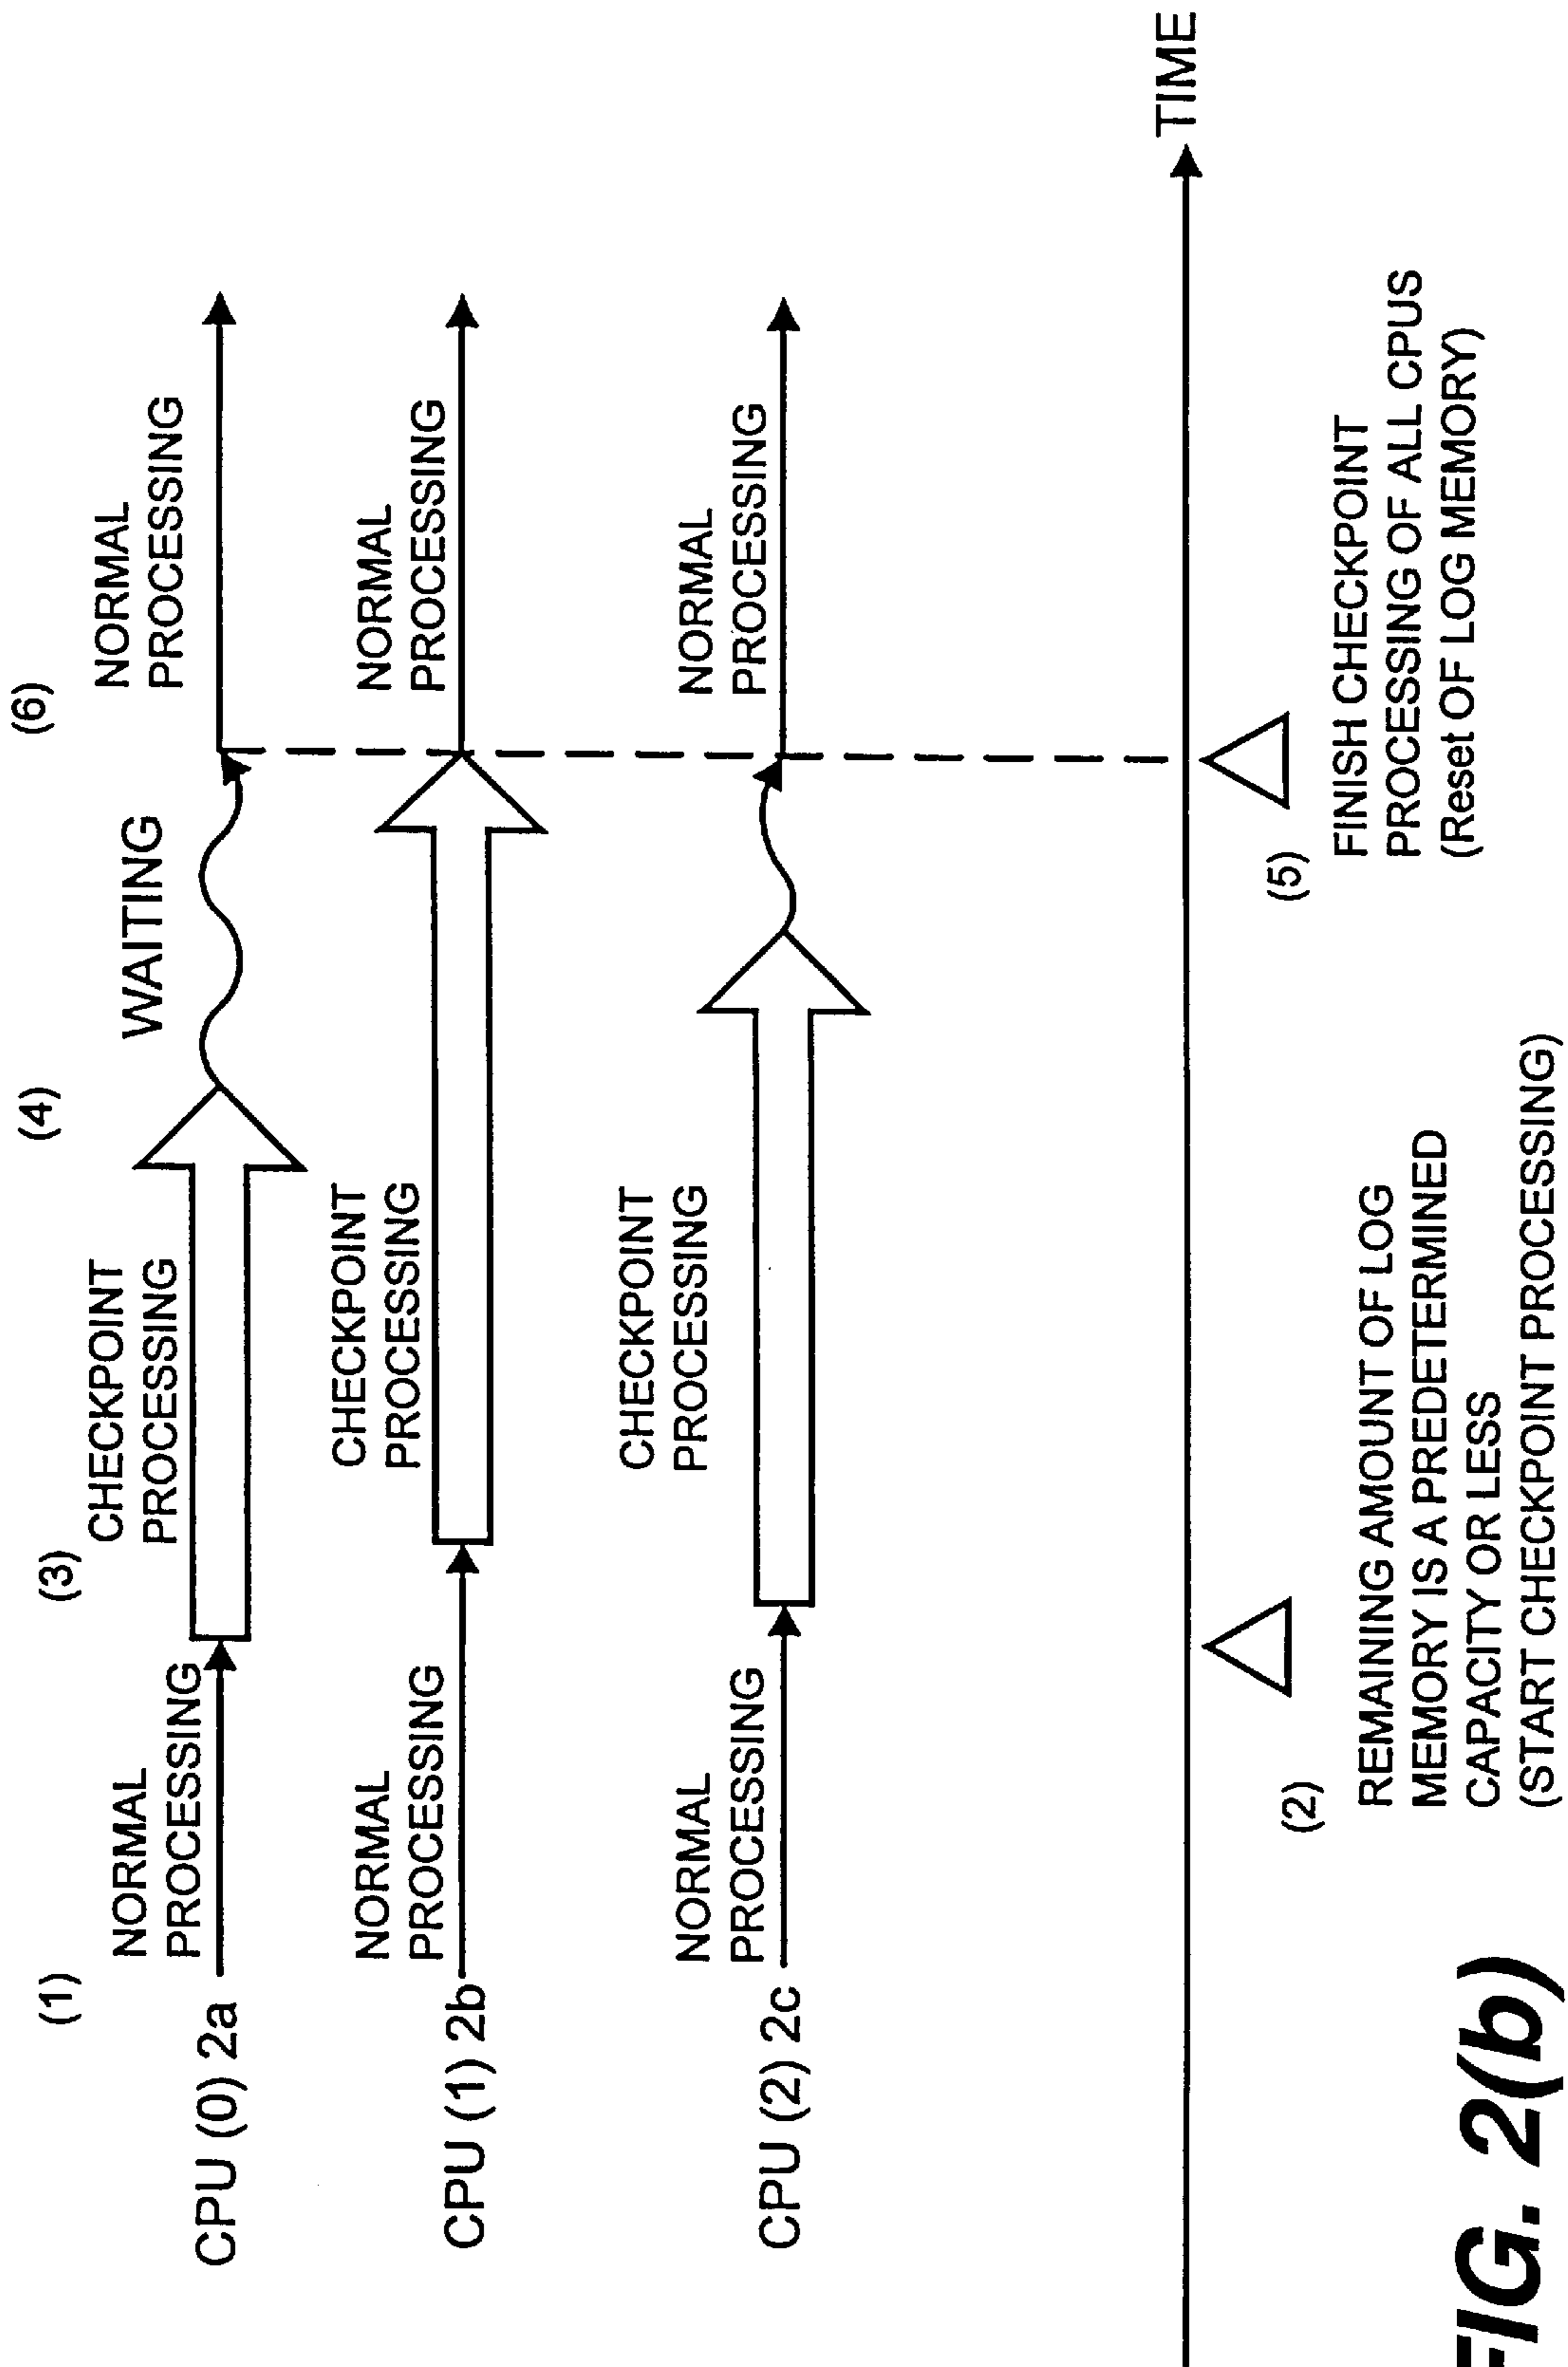 (1)
(3)
(4)
(6)
CPU (0) 2a
NORMAL
PROCESSING
CHECKPOINT
PROCESSING
WAITING
NORMAL
PROCESSING
CPU (1) 2b
NORMAL
PROCESSING
CHECKPOINT
PROCESSING
NORMAL
PROCESSING
CPU (2) 2c
NORMAL
PROCESSING
CHECKPOINT
PROCESSING
NORMAL
PROCESSING
TIME
(2)
REMAINING AMOUNT OF LOG
MEMORY IS A PREDETERMINED
CAPACITY OR LESS
(START CHECKPOINT PROCESSING)
(5)
FINISH CHECKPOINT
PROCESSING OF ALL CPUS
(Reset OF LOG MEMORY)
FIG. 2(b)